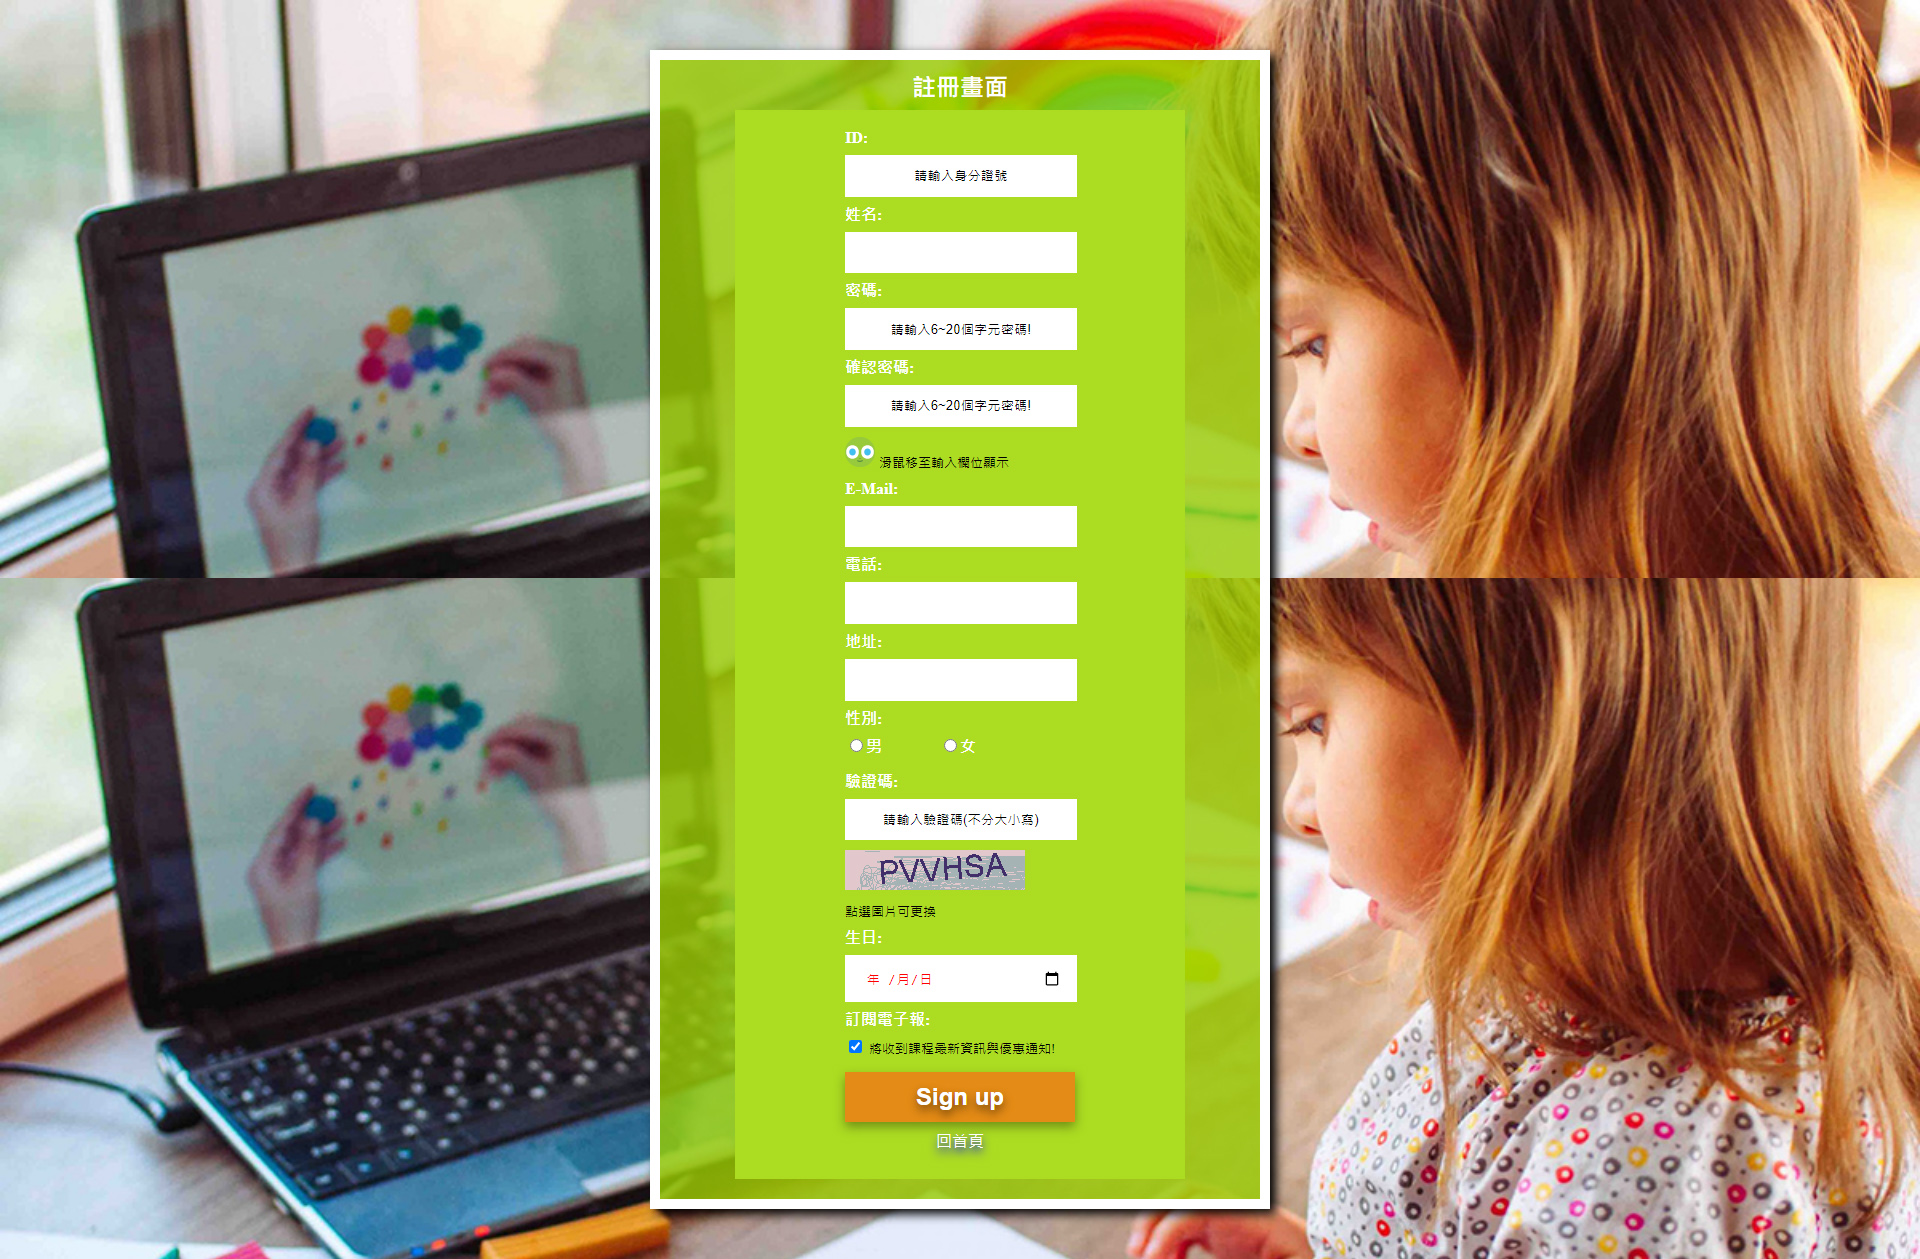 註冊畫面
ID:
請輸入身分證號
姓名:
密碼:
請輸入6~20個字元密碼!
確認密碼:
請輸入6~20個字元密碼!
滑鼠移至輸入欄位顯示
E-Mail:
電話:
地址:
性別:
男 女
驗證碼:
請輸入驗證碼(不分大小寫)
PVVHSA
點選圖片可更換
生日:
年 /月/日
訂閱電子報:
將收到課程最新資訊與優惠通知!
Sign up
回首頁